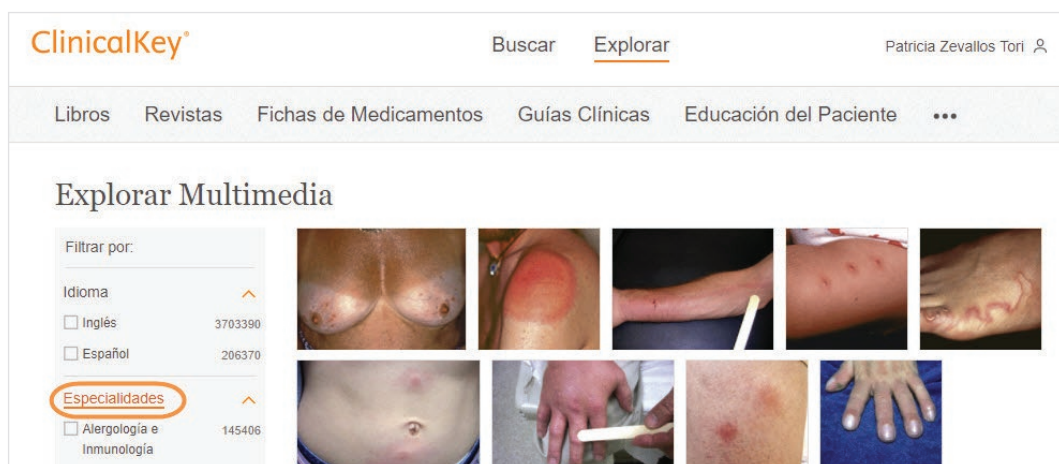 ClinicalKey®
Buscar Explorar
Patricia Zevallos Tori
Libros Revistas Fichas de Medicamentos Guías Clínicas Educación del Paciente •••
Explorar Multimedia
Filtrar por:
Idioma
Inglés 3703390
Español 206370
Especialidades
Alergología e 145406
Inmunología